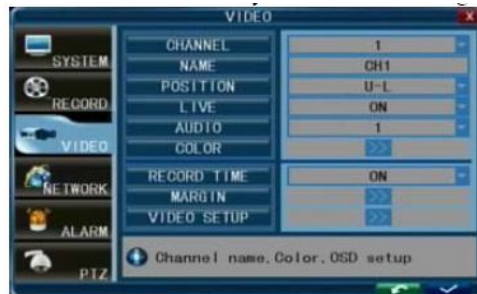 VIDEO
SYSTEM
RECORD
VIDEO
NETWORK
ALARM
PTZ
CHANNEL 1
NAME CH1
POSITION U-L
LIVE ON
AUDIO 1
COLOR >>
RECORD TIME ON
MARGIN >>
VIDEO SETUP >>
Channel name, Color, OSD setup